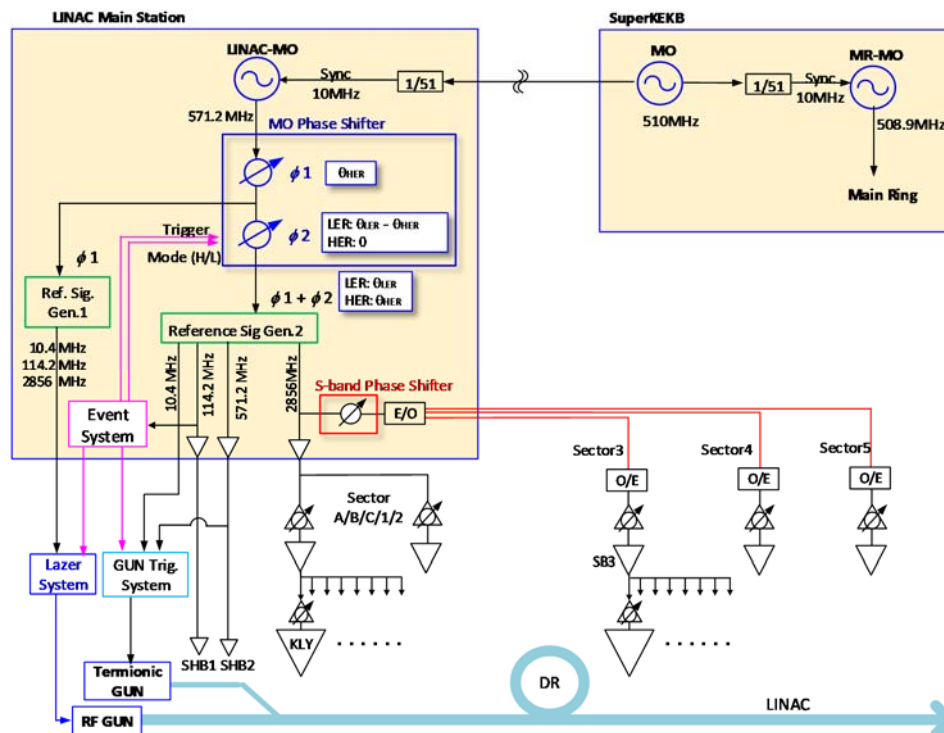 LINAC Main Station
SuperKEKB
LINAC-MO
Sync
10MHz
1/51
MO
510MHz
1/51
Sync
10MHz
MR-MO
508.9MHz
Main Ring
571.2 MHz
MO Phase Shifter
ϕ1
θHER
ϕ2
LER: θLER – θHER
HER: 0
Trigger
Mode (H/L)
ϕ1
ϕ1 + ϕ2
LER: θLER
HER: θHER
Ref. Sig.
Gen.1
Reference Sig Gen.2
10.4 MHz
114.2 MHz
2856 MHz
10.4 MHz
114.2 MHz
571.2 MHz
2856MHz
S-band Phase Shifter
E/O
Event
System
Sector3
Sector4
Sector5
O/E
O/E
O/E
Sector
A/B/C/1/2
SB3
Lazer
System
GUN Trig.
System
KLY
· · · · · ·
· · · · · ·
SHB1
SHB2
Termionic
GUN
RF GUN
DR
LINAC